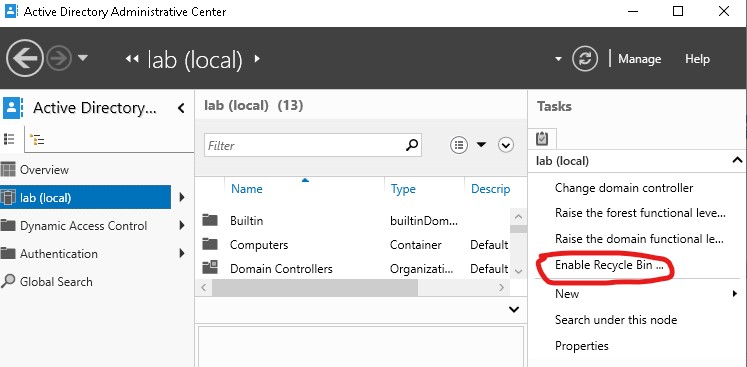 Active Directory Administrative Center
lab (local)
Manage
Help
Active Directory...
Overview
lab (local)
Dynamic Access Control
Authentication
Global Search
lab (local) (13)
Filter
Name Type Descrip
Builtin builtinDom...
Computers Container Default
Domain Controllers Organizati... Default
Tasks
lab (local)
Change domain controller
Raise the forest functional leve...
Raise the domain functional le...
Enable Recycle Bin ...
New
Search under this node
Properties